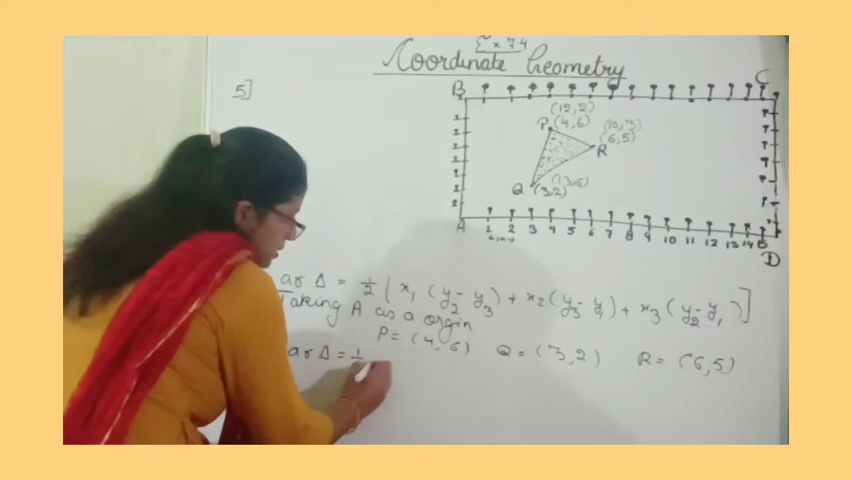 Ex 7.4
Coordinate Geometry
5]
B
C
(12,2)
P (4,6)
(10,3)
(6,5)
R
Q (3,2)
A
1 2 3 4 5 6 7 8 9 10 11 12 13 14 15
D
ar Δ = 1/2 [ x1 (y2 - y3) + x2 (y3 - y1) + x3 (y2 - y1) ]
Taking A as a orgin
P = (4, 6) Q = (3,2) R = (6,5)
ar Δ = 1